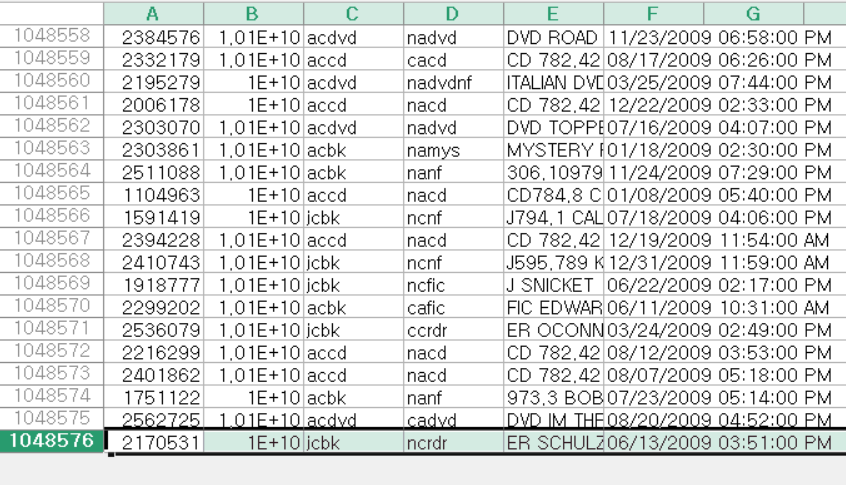 A B C D E F G
1048558 2384576 1.01E+10 acdvd nadvd DVD ROAD 11/23/2009 06:58:00 PM
1048559 2332179 1.01E+10 accd cacd CD 782.42 08/17/2009 06:26:00 PM
1048560 2195279 1E+10 acdvd nadvdnf ITALIAN DVD 03/25/2009 07:44:00 PM
1048561 2006178 1E+10 accd nacd CD 782.42 12/22/2009 02:33:00 PM
1048562 2303070 1.01E+10 acdvd nadvd DVD TOPPE 07/16/2009 04:07:00 PM
1048563 2303861 1.01E+10 acbk namys MYSTERY 01/18/2009 02:30:00 PM
1048564 2511088 1.01E+10 acbk nanf 306.10979 11/24/2009 07:29:00 PM
1048565 1104963 1E+10 accd nacd CD784.8 C 01/08/2009 05:40:00 PM
1048566 1591419 1E+10 jcbk ncnf J794.1 CAL 07/18/2009 04:06:00 PM
1048567 2394228 1.01E+10 accd nacd CD 782.42 12/19/2009 11:54:00 AM
1048568 2410743 1.01E+10 jcbk ncnf J595.789 K 12/31/2009 11:59:00 AM
1048569 1918777 1.01E+10 jcbk ncfic J SNICKET 06/22/2009 02:17:00 PM
1048570 2299202 1.01E+10 acbk cafic FIC EDWAR 06/11/2009 10:31:00 AM
1048571 2536079 1.01E+10 jcbk ccrdr ER OCONN 03/24/2009 02:49:00 PM
1048572 2216299 1.01E+10 accd nacd CD 782.42 08/12/2009 03:53:00 PM
1048573 2401862 1.01E+10 accd nacd CD 782.42 08/07/2009 05:18:00 PM
1048574 1751122 1E+10 acbk nanf 973.3 BOB 07/23/2009 05:14:00 PM
1048575 2562725 1.01E+10 acdvd cadvd DVD IM THE 08/20/2009 04:52:00 PM
1048576 2170531 1E+10 jcbk ncrdr ER SCHULZ 06/13/2009 03:51:00 PM